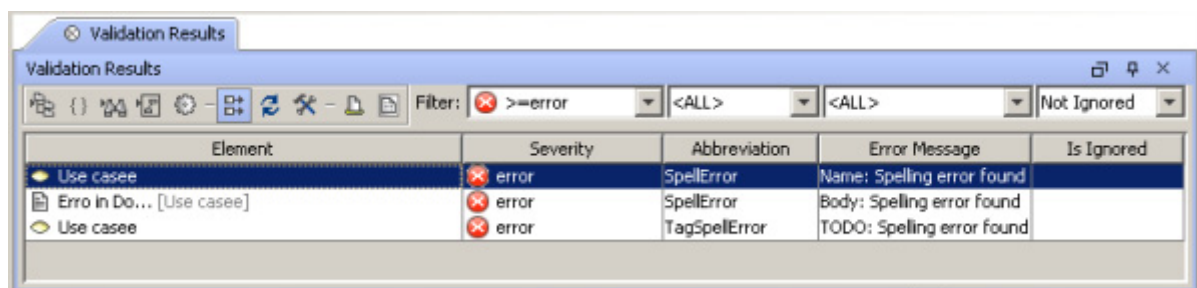 Validation Results
Validation Results
Filter: >=error <ALL> <ALL> Not Ignored
Element Severity Abbreviation Error Message Is Ignored
Use casee error SpellError Name: Spelling error found
Erro in Do... [Use casee] error SpellError Body: Spelling error found
Use casee error TagSpellError TODO: Spelling error found